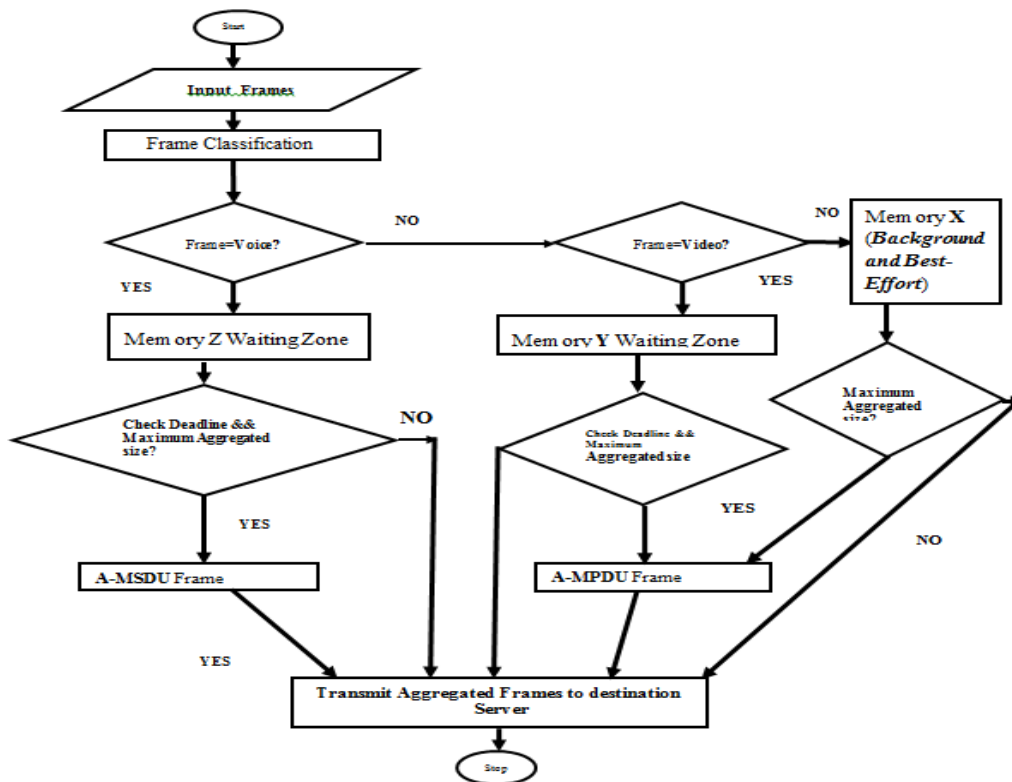 Start
Input Frames
Frame Classification
NO
NO
Memory X
(Background
and Best-
Effort)
Frame=Voice?
Frame=Video?
YES
YES
Memory Z Waiting Zone
Memory Y Waiting Zone
Check Deadline &&
Maximum Aggregated
size?
NO
Check Deadline &&
Maximum
Aggregated size
Maximum
Aggregated
size?
YES
YES
NO
A-MSDU Frame
A-MPDU Frame
YES
Transmit Aggregated Frames to destination
Server
Stop